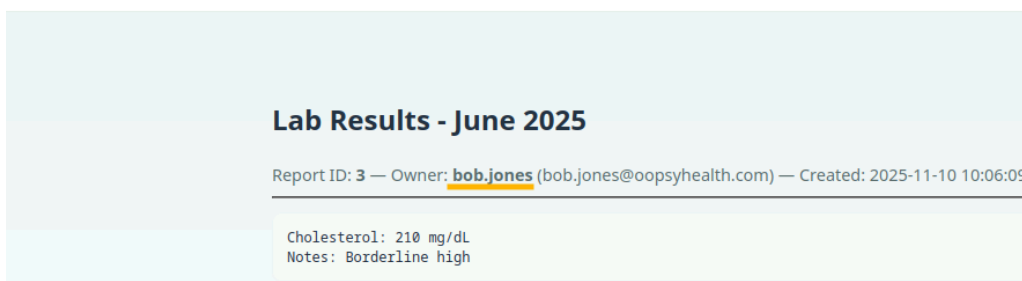 Lab Results - June 2025
Report ID: 3 — Owner: bob.jones (bob.jones@oopsyhealth.com) — Created: 2025-11-10 10:06:09
Cholesterol: 210 mg/dL
Notes: Borderline high